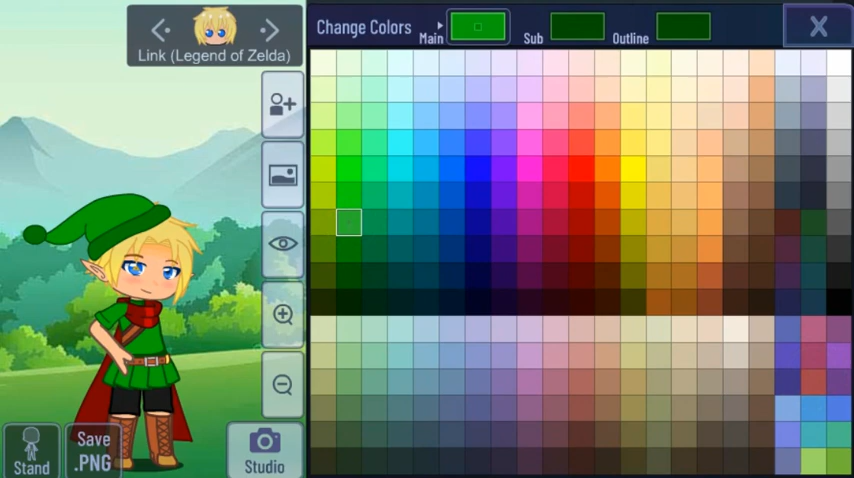 Link (Legend of Zelda)
Change Colors
Main
Sub
Outline
X
Stand
Save
.PNG
Studio